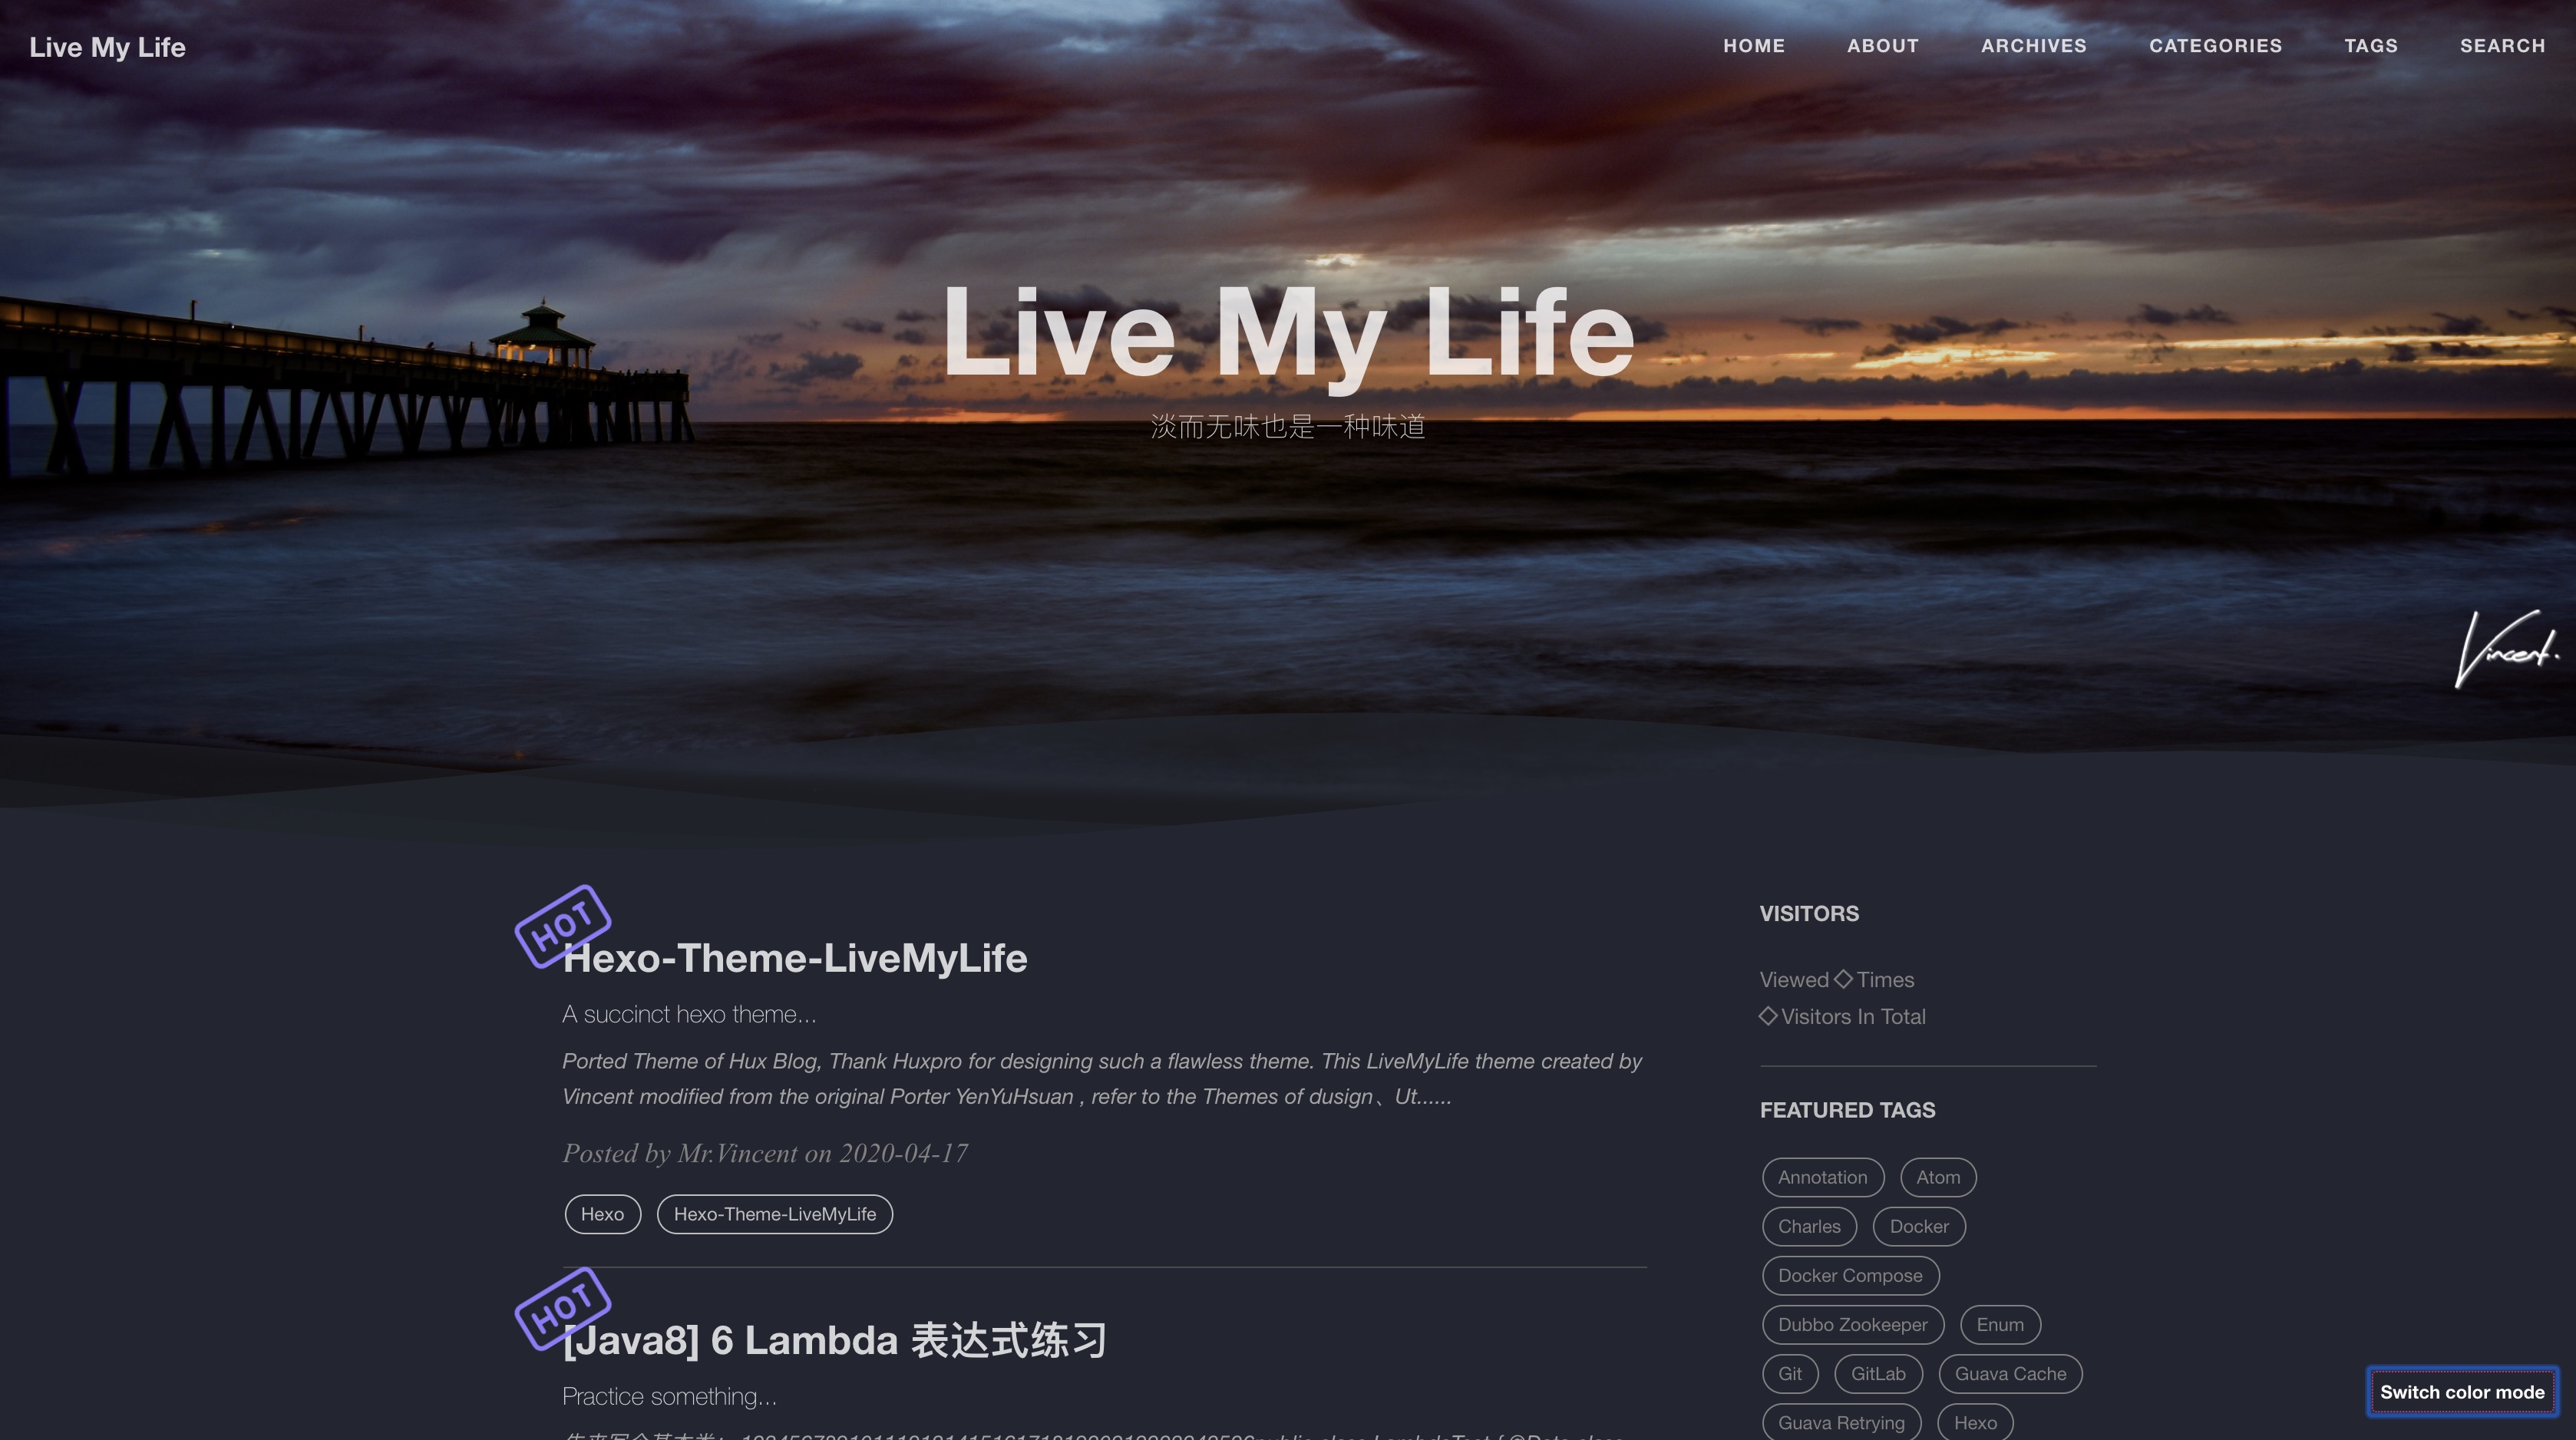 Live My Life
HOME ABOUT ARCHIVES CATEGORIES TAGS SEARCH
Live My Life
淡而无味也是一种味道
Vincent.
HOT
Hexo-Theme-LiveMyLife
A succinct hexo theme...
Ported Theme of Hux Blog, Thank Huxpro for designing such a flawless theme. This LiveMyLife theme created by
Vincent modified from the original Porter YenYuHsuan , refer to the Themes of dusign、Ut......
Posted by Mr.Vincent on 2020-04-17
Hexo Hexo-Theme-LiveMyLife
HOT
[Java8] 6 Lambda 表达式练习
Practice something...
VISITORS
Viewed Times
Visitors In Total
FEATURED TAGS
Annotation Atom
Charles Docker
Docker Compose
Dubbo Zookeeper Enum
Git GitLab Guava Cache
Guava Retrying Hexo
Switch color mode